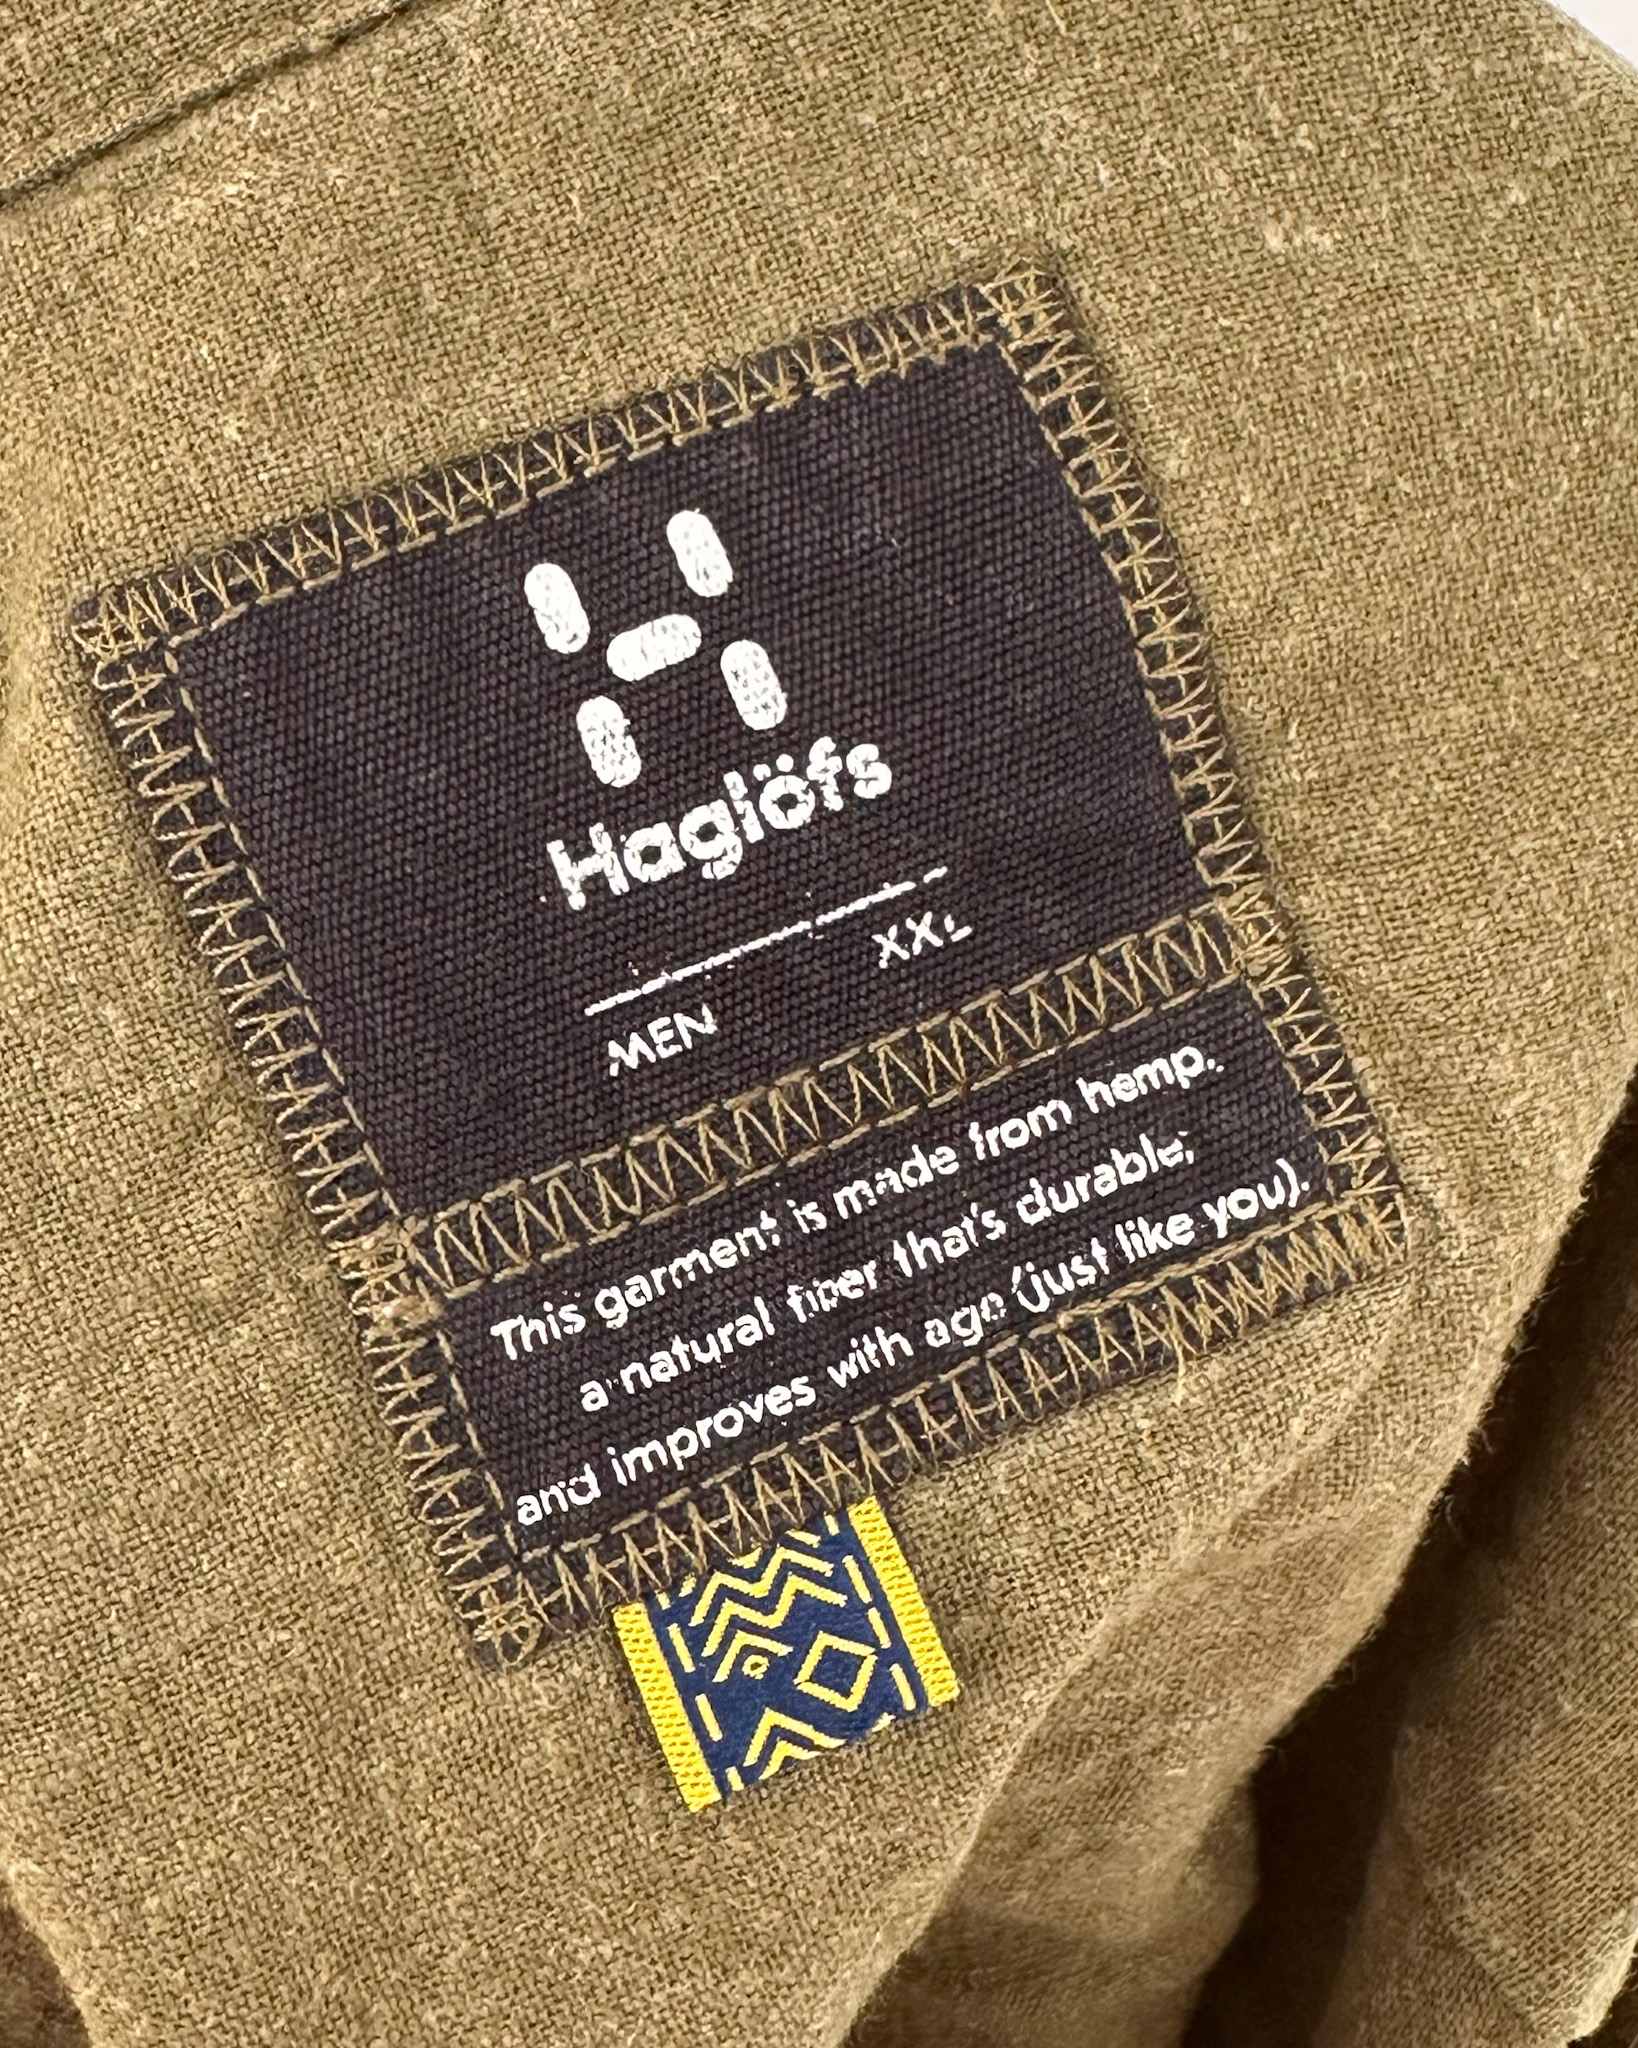 Haglöfs
MEN XXL
This garment is made from hemp,
a natural fiber that's durable,
and improves with age (just like you).